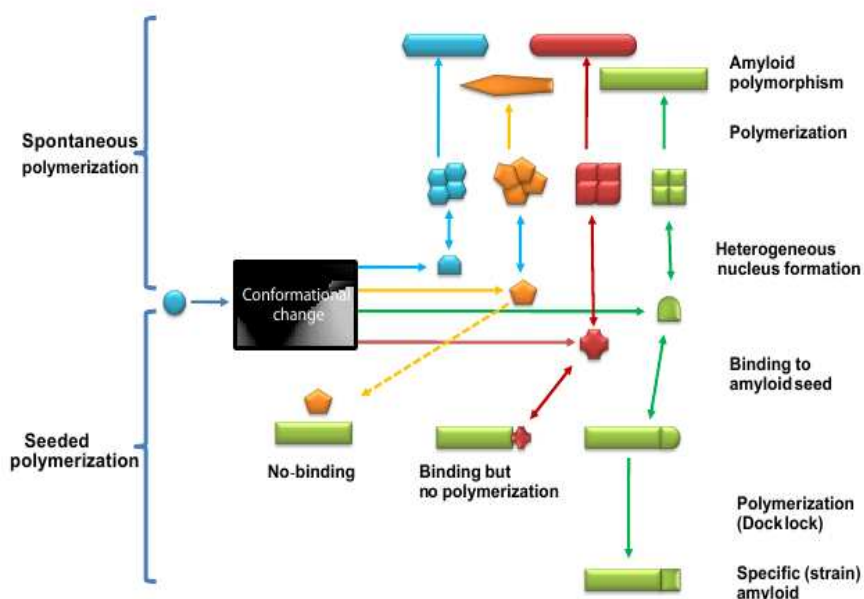 Amyloid
polymorphism
Spontaneous
polymerization
Polymerization
Heterogeneous
nucleus formation
Conformational
change
Binding to
amyloid seed
Seeded
polymerization
No-binding
Binding but
no polymerization
Polymerization
(Dock lock)
Specific (strain)
amyloid